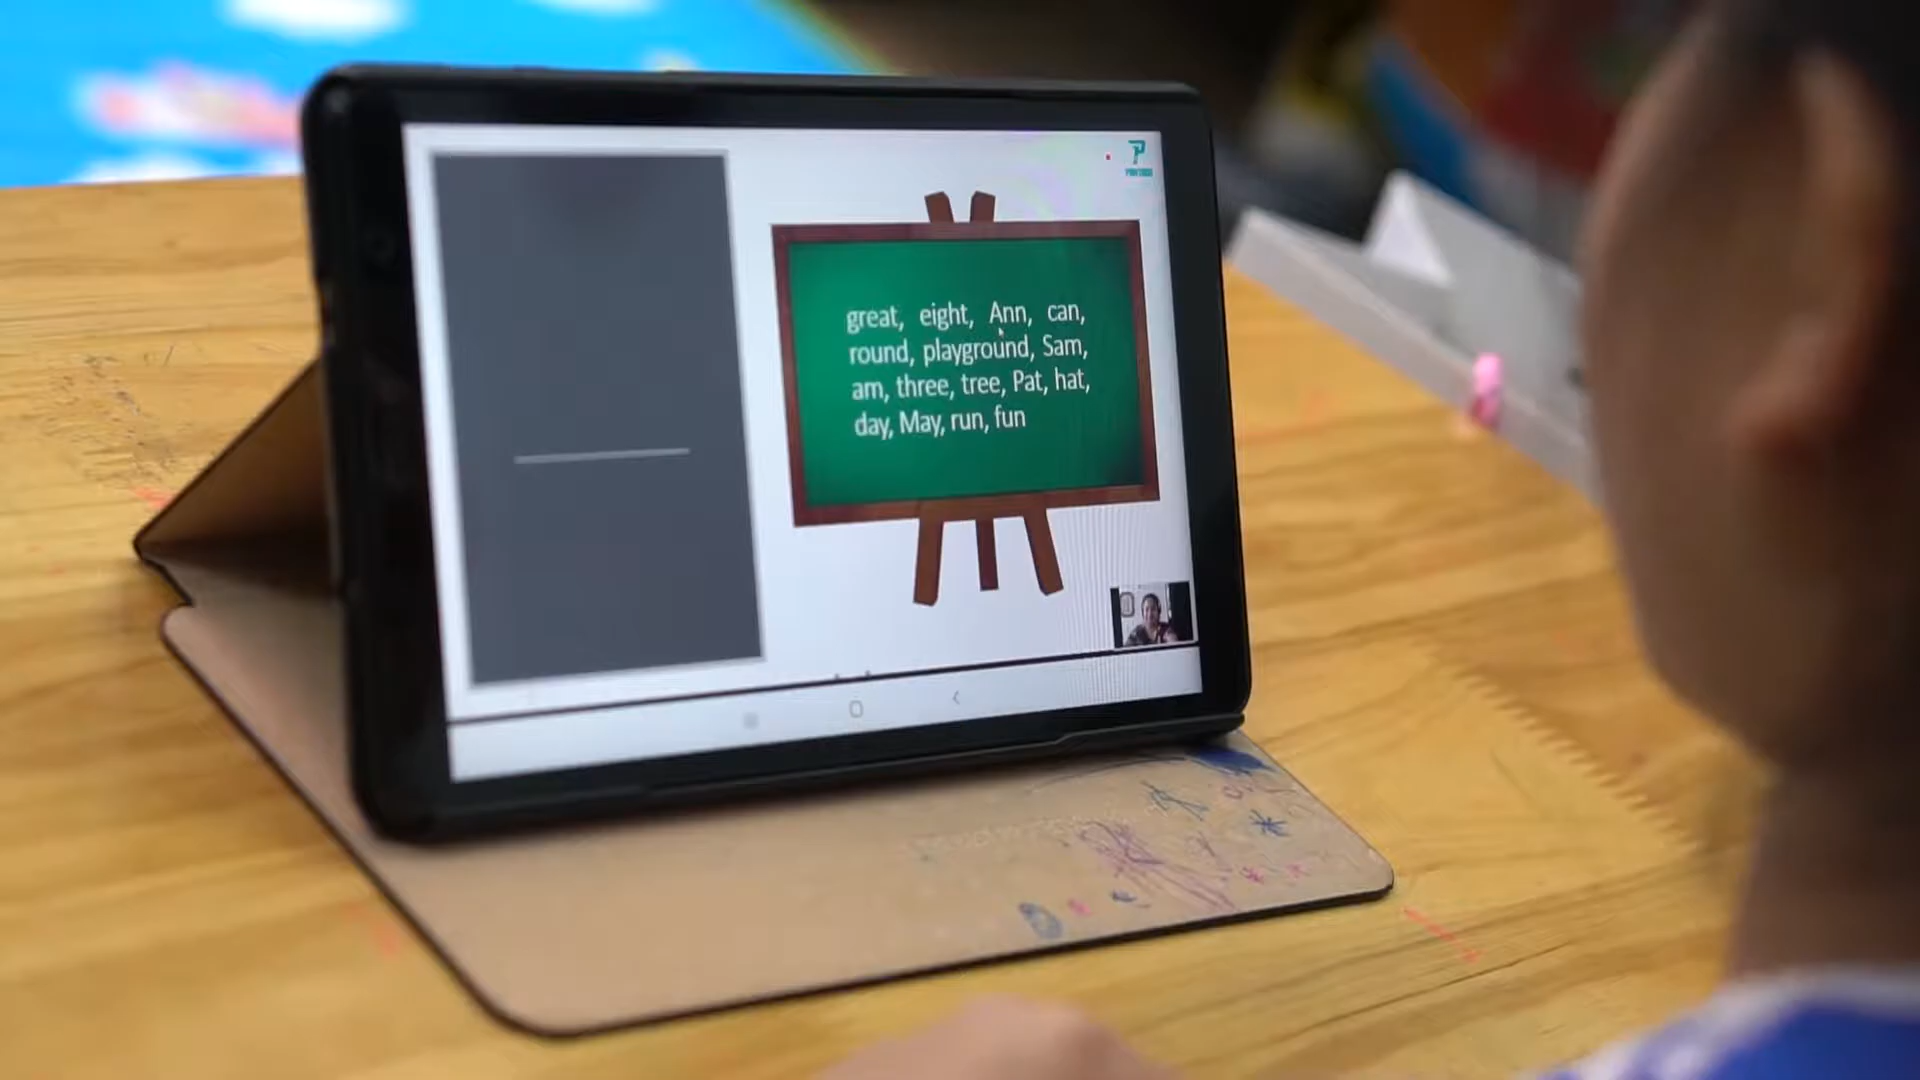 great, eight, Ann, can,
round, playground, Sam,
am, three, tree, Pat, hat,
day, May, run, fun